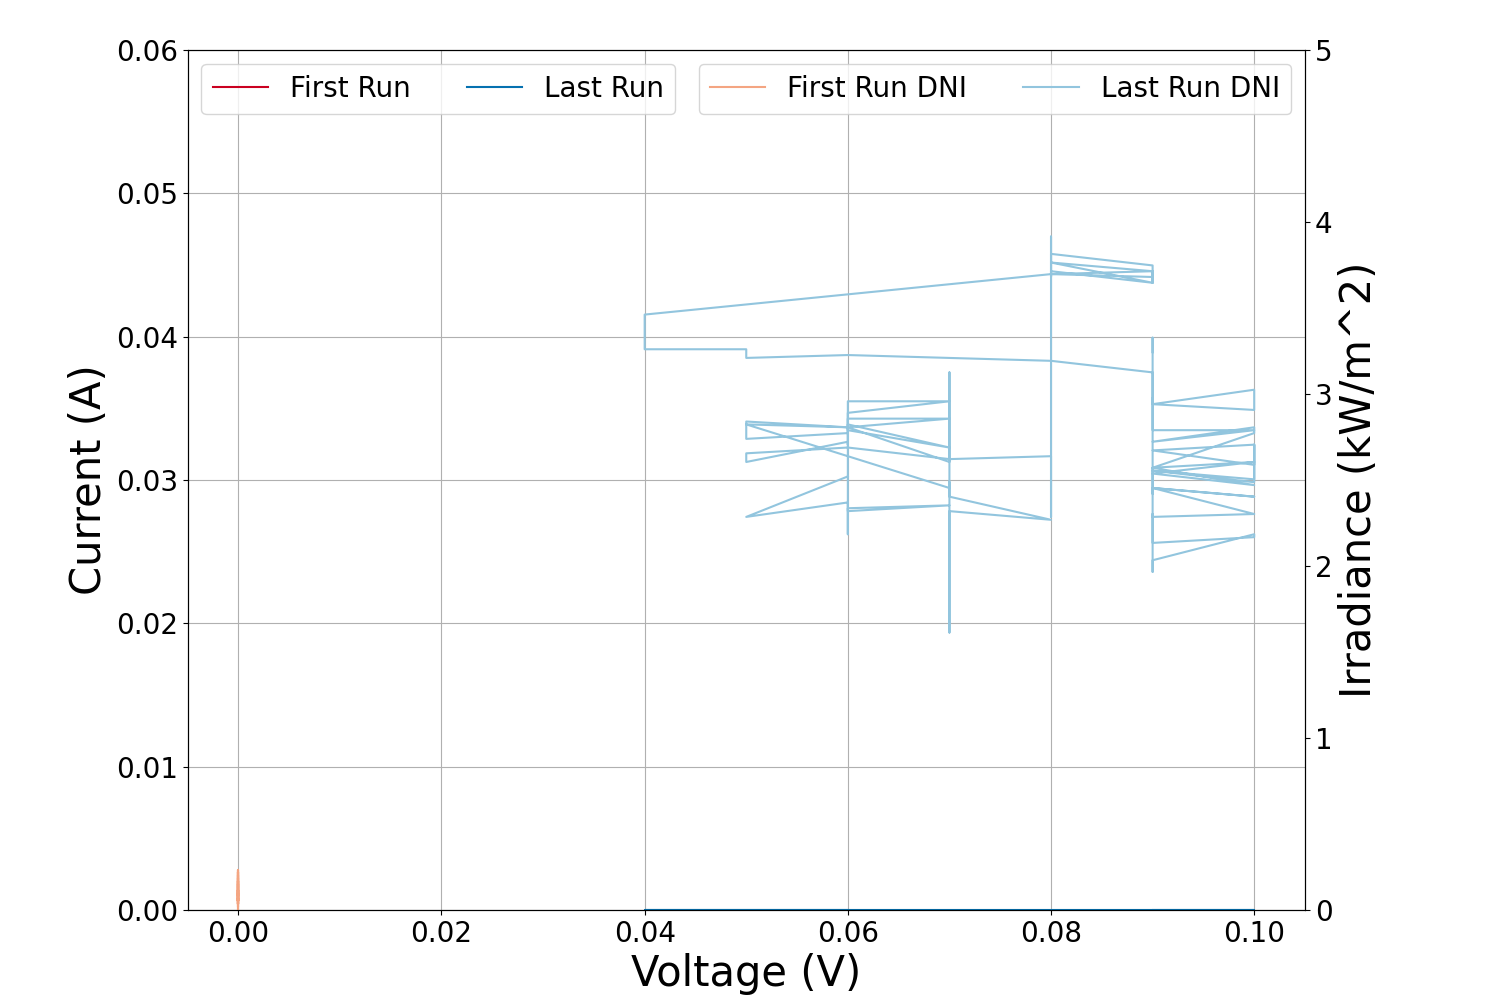 First Run
Last Run
First Run DNI
Last Run DNI
0.06
0.05
0.04
0.03
0.02
0.01
0.00
Current (A)
5
4
3
2
1
0
Irradiance (kW/m^2)
0.00 0.02 0.04 0.06 0.08 0.10
Voltage (V)